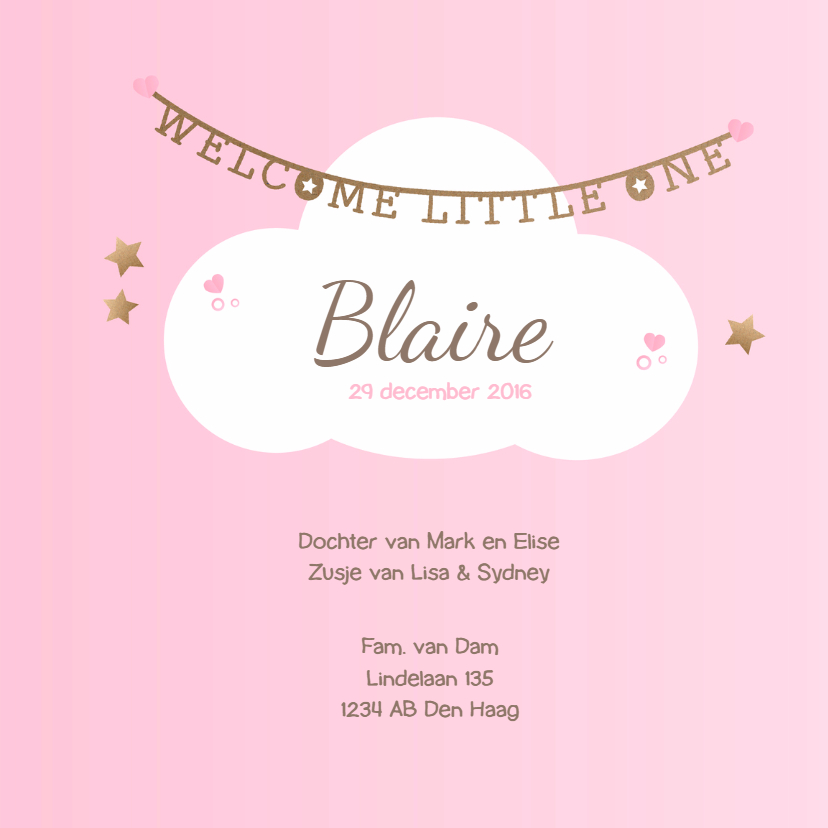 WELCOME LITTLE ONE
Blaire
29 december 2016
Dochter van Mark en Elise
Zusje van Lisa & Sydney
Fam. van Dam
Lindelaan 135
1234 AB Den Haag